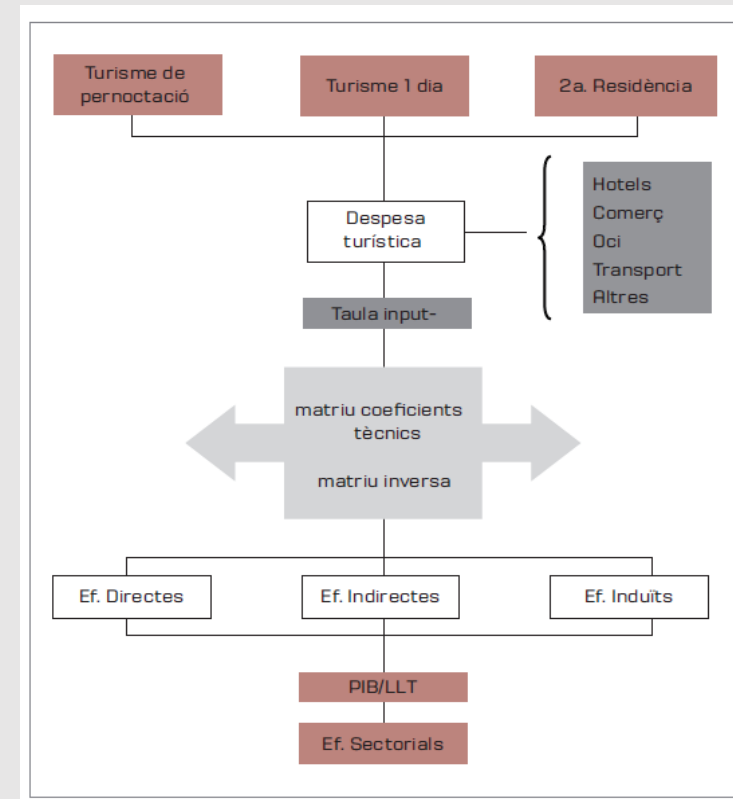 Turisme de
pernoctació
Turisme 1 dia
2a. Residència
Despesa
turística
Hotels
Comerç
Oci
Transport
Altres
Taula input-
matriu coeficients
tècnics
matriu inversa
Ef. Directes
Ef. Indirectes
Ef. Induïts
PIB/LLT
Ef. Sectorials